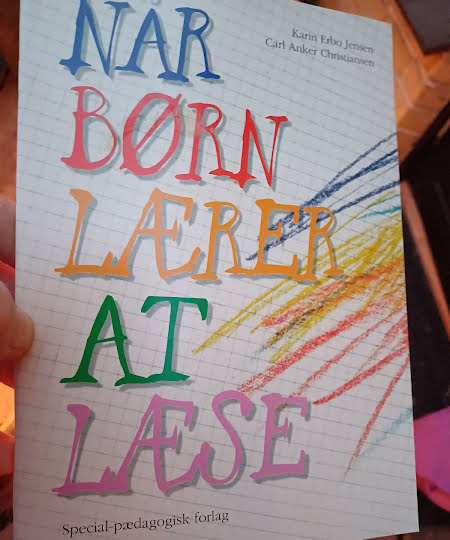 Karin Erbo Jensen
Carl Anker Christiansen
NÅR
BØRN
LÆRER
AT
LÆSE
Special-pædagogisk forlag